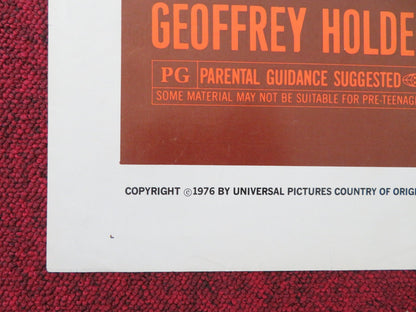 GEOFFREY HOLDE
PG PARENTAL GUIDANCE SUGGESTED
SOME MATERIAL MAY NOT BE SUITABLE FOR PRE-TEENAG
COPYRIGHT ©1976 BY UNIVERSAL PICTURES COUNTRY OF ORIG